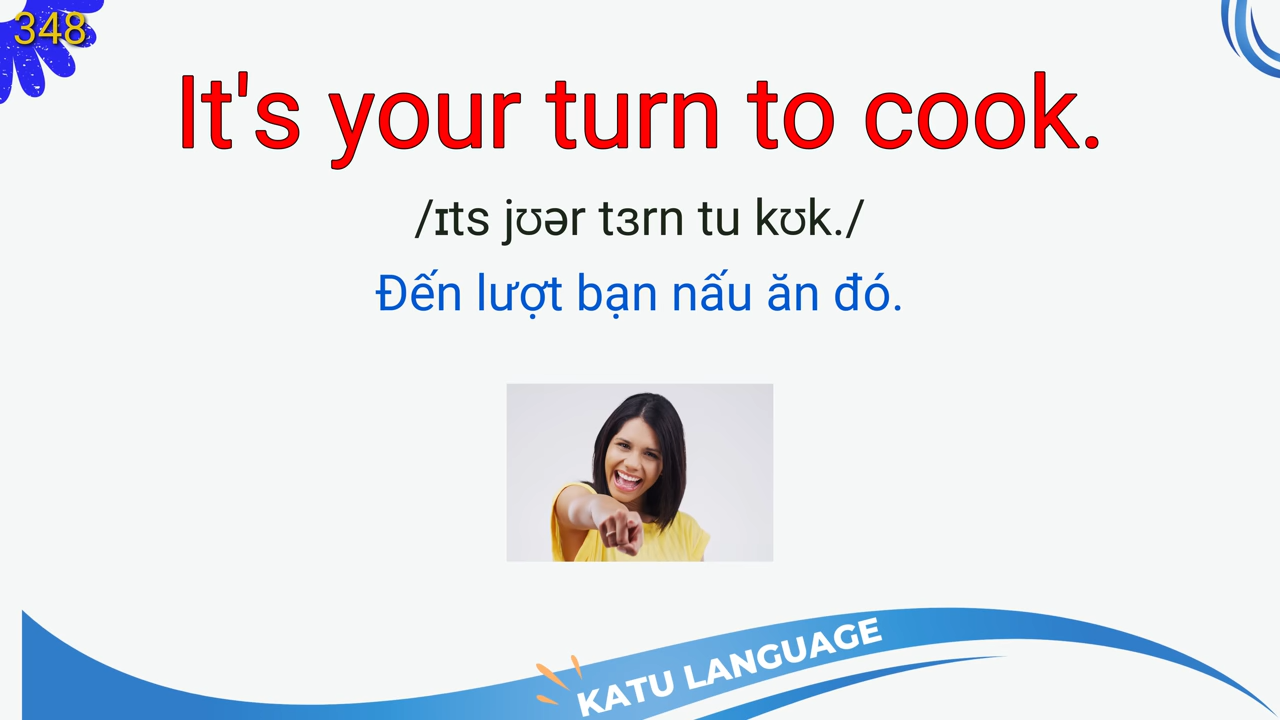 348
It's your turn to cook.
/ɪts jʊər tɜrn tu kʊk./
Đến lượt bạn nấu ăn đó.
KATU LANGUAGE